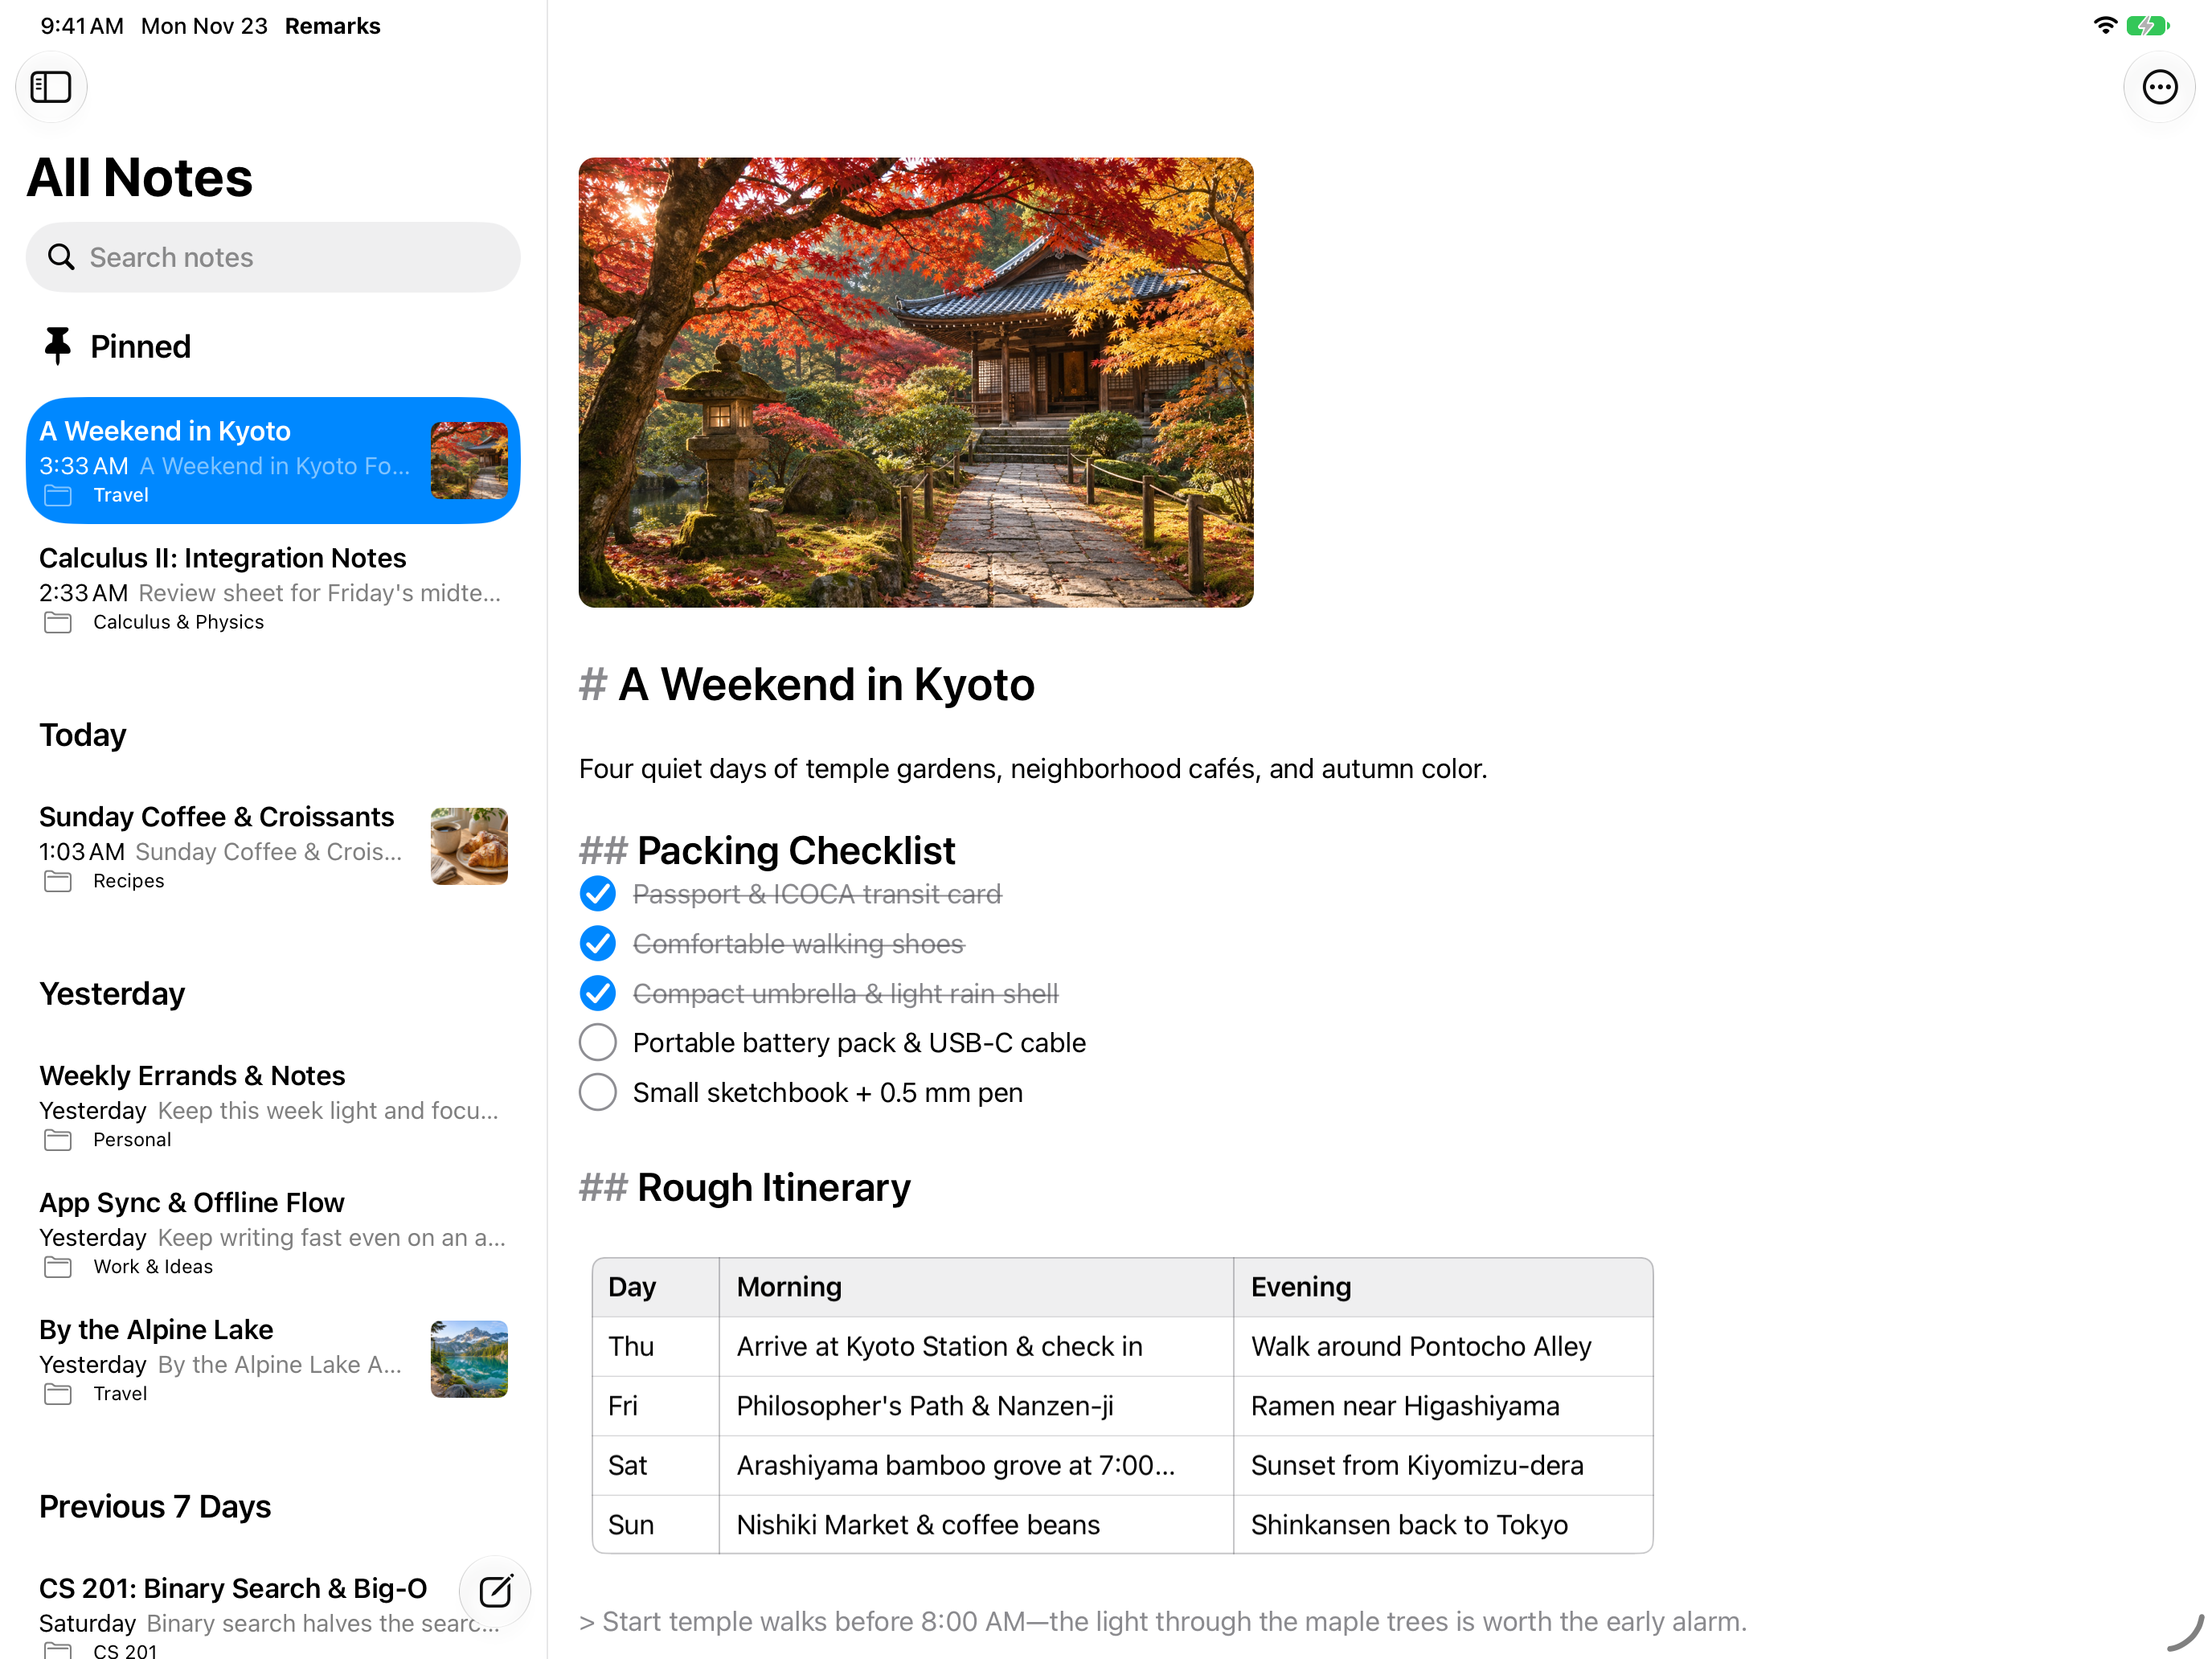 9:41 AM Mon Nov 23 Remarks
All Notes
Search notes
Pinned
A Weekend in Kyoto
3:33 AM A Weekend in Kyoto Fo...
Travel
Calculus II: Integration Notes
2:33 AM Review sheet for Friday's midte...
Calculus & Physics
Today
Sunday Coffee & Croissants
1:03 AM Sunday Coffee & Crois...
Recipes
Yesterday
Weekly Errands & Notes
Yesterday Keep this week light and focu...
Personal
App Sync & Offline Flow
Yesterday Keep writing fast even on an a...
Work & Ideas
By the Alpine Lake
Yesterday By the Alpine Lake A...
Travel
Previous 7 Days
CS 201: Binary Search & Big-O
Saturday Binary search halves the searc...
CS 201
# A Weekend in Kyoto
Four quiet days of temple gardens, neighborhood cafés, and autumn color.
## Packing Checklist
Passport & ICOCA transit card
Comfortable walking shoes
Compact umbrella & light rain shell
Portable battery pack & USB-C cable
Small sketchbook + 0.5 mm pen
## Rough Itinerary
Day Morning Evening
Thu Arrive at Kyoto Station & check in Walk around Pontocho Alley
Fri Philosopher's Path & Nanzen-ji Ramen near Higashiyama
Sat Arashiyama bamboo grove at 7:00... Sunset from Kiyomizu-dera
Sun Nishiki Market & coffee beans Shinkansen back to Tokyo
> Start temple walks before 8:00 AM—the light through the maple trees is worth the early alarm.